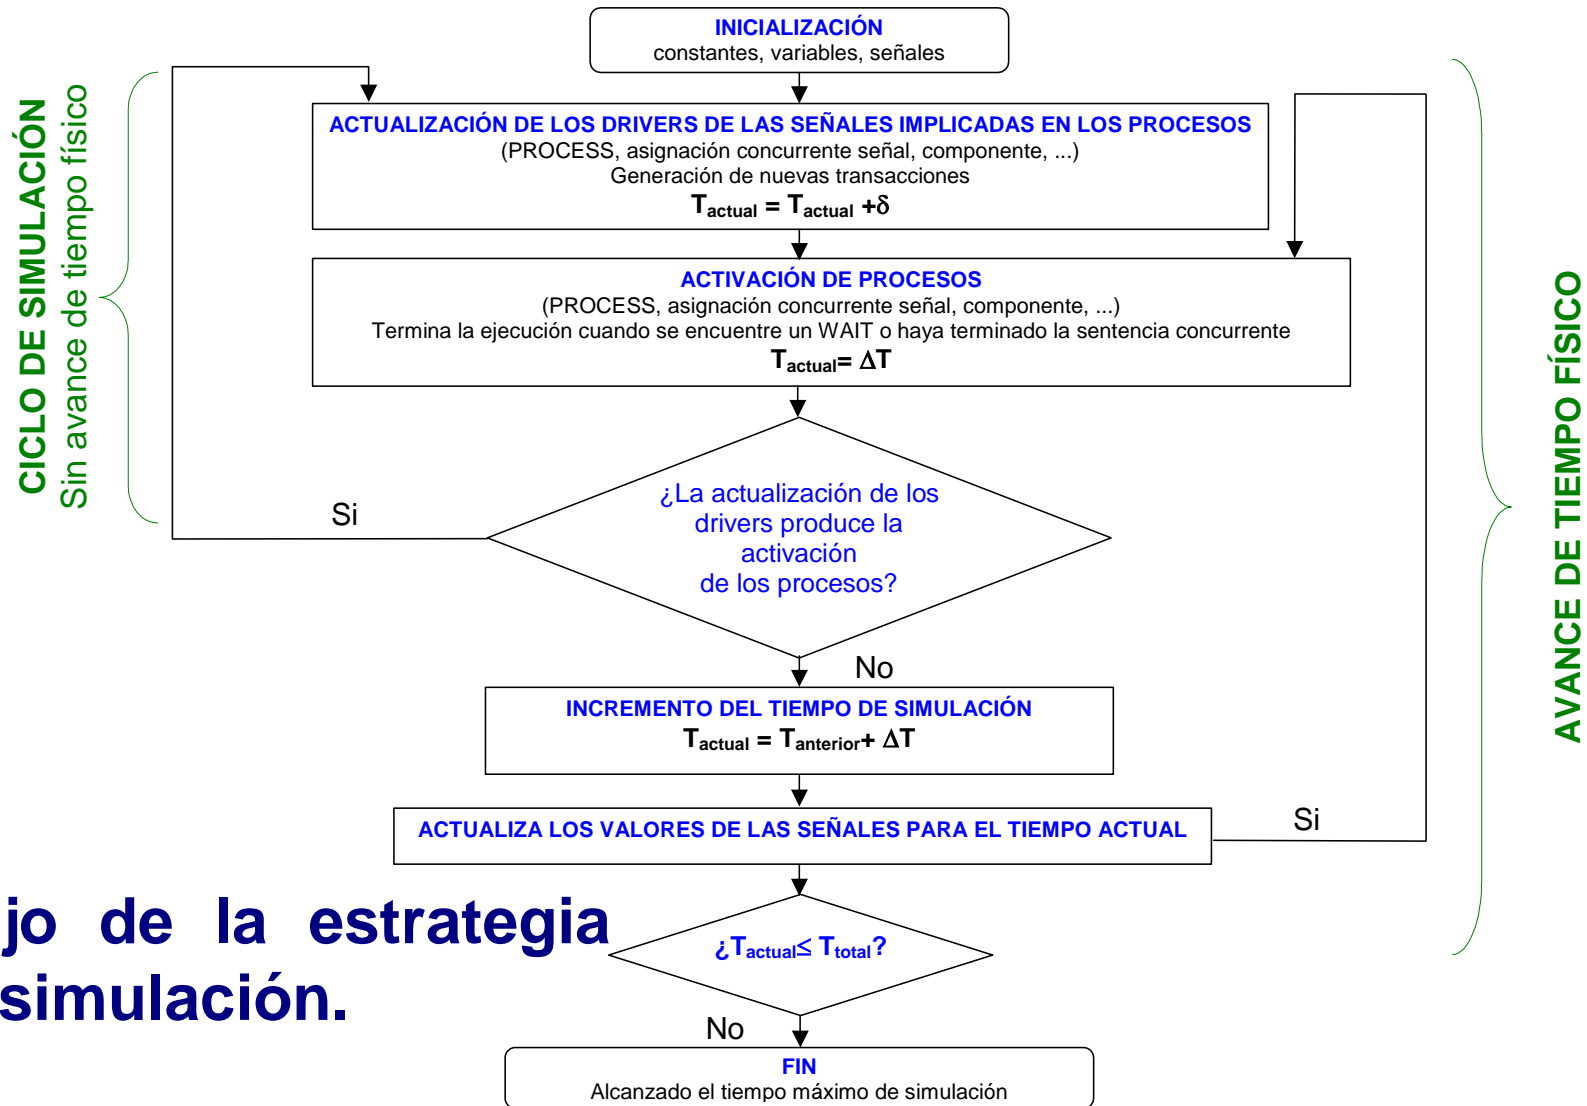 INICIALIZACIÓN
constantes, variables, señales
ACTUALIZACIÓN DE LOS DRIVERS DE LAS SEÑALES IMPLICADAS EN LOS PROCESOS
(PROCESS, asignación concurrente señal, componente, ...)
Generación de nuevas transacciones
Tactual = Tactual +δ
CICLO DE SIMULACIÓN
Sin avance de tiempo físico
ACTIVACIÓN DE PROCESOS
(PROCESS, asignación concurrente señal, componente, ...)
Termina la ejecución cuando se encuentre un WAIT o haya terminado la sentencia concurrente
Tactual= ΔT
AVANCE DE TIEMPO FÍSICO
¿La actualización de los
drivers produce la
activación
de los procesos?
Si
No
INCREMENTO DEL TIEMPO DE SIMULACIÓN
Tactual = Tanterior+ ΔT
ACTUALIZA LOS VALORES DE LAS SEÑALES PARA EL TIEMPO ACTUAL
Si
jo de la estrategia
simulación.
¿Tactual≤ Ttotal?
No
FIN
Alcanzado el tiempo máximo de simulación